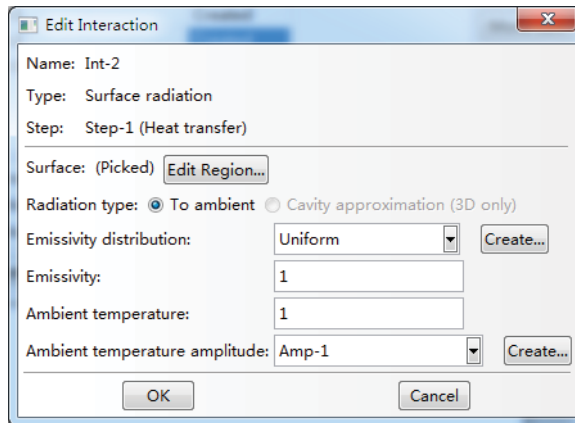 Edit Interaction
Name: Int-2
Type: Surface radiation
Step: Step-1 (Heat transfer)
Surface: (Picked) Edit Region...
Radiation type: To ambient Cavity approximation (3D only)
Emissivity distribution: Uniform Create...
Emissivity: 1
Ambient temperature: 1
Ambient temperature amplitude: Amp-1 Create...
OK Cancel